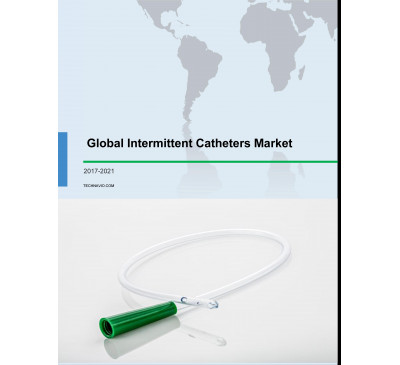 Global Intermittent Catheters Market
2017-2021
TECHNAVIO.COM